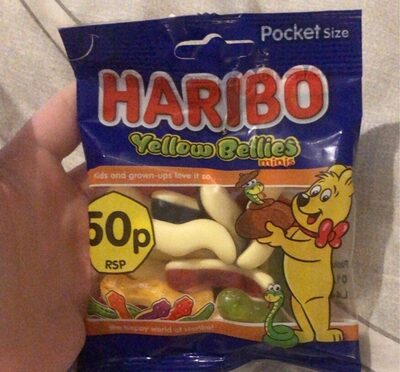 Pocket Size
HARIBO
Yellow Bellies
minis
kids and grown-ups love it so...
50p
RSP
the happy world of Haribo!